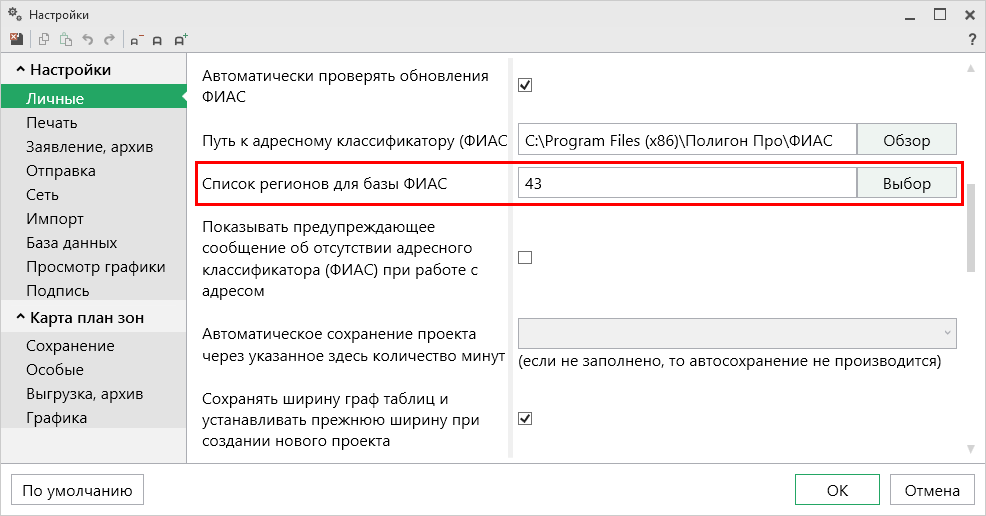 Настройки
?
Настройки
Личные
Печать
Заявление, архив
Отправка
Сеть
Импорт
База данных
Просмотр графики
Подпись
Карта план зон
Сохранение
Особые
Выгрузка, архив
Графика
Автоматически проверять обновления
ФИАС
Путь к адресному классификатору (ФИАС
C:\Program Files (x86)\Полигон Про\ФИАС
Обзор
Список регионов для базы ФИАС
43
Выбор
Показывать предупреждающее
сообщение об отсутствии адресного
классификатора (ФИАС) при работе с
адресом
Автоматическое сохранение проекта
через указанное здесь количество минут
(если не заполнено, то автосохранение не производится)
Сохранять ширину граф таблиц и
устанавливать прежнюю ширину при
создании нового проекта
По умолчанию
ОК
Отмена